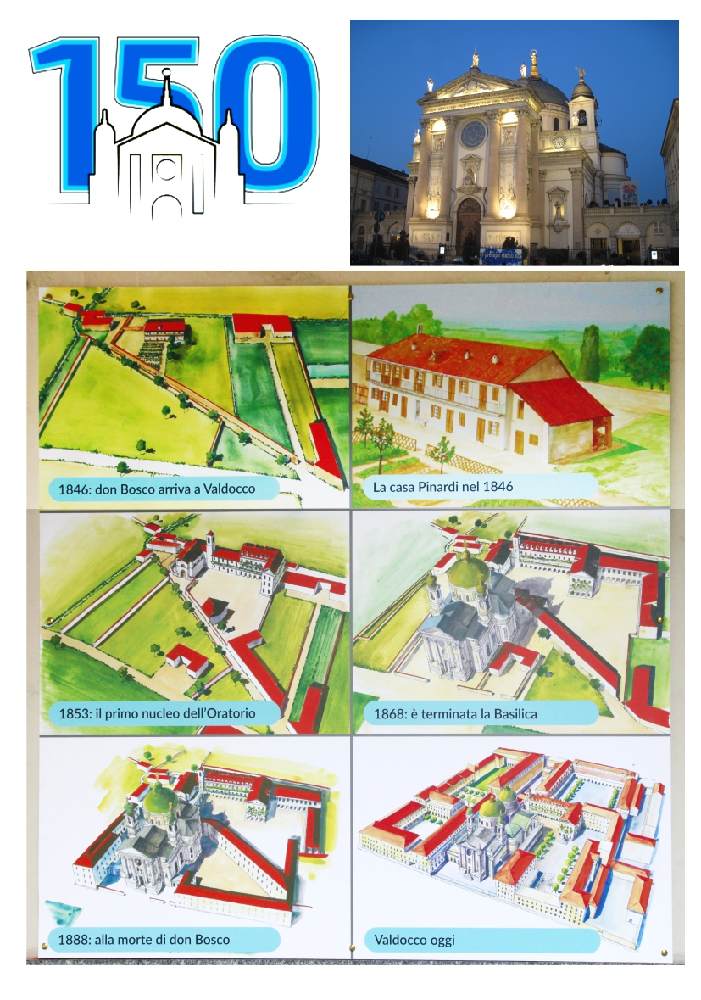 150
1846: don Bosco arriva a Valdocco
La casa Pinardi nel 1846
1853: il primo nucleo dell'Oratorio
1868: è terminata la Basilica
1888: alla morte di don Bosco
Valdocco oggi